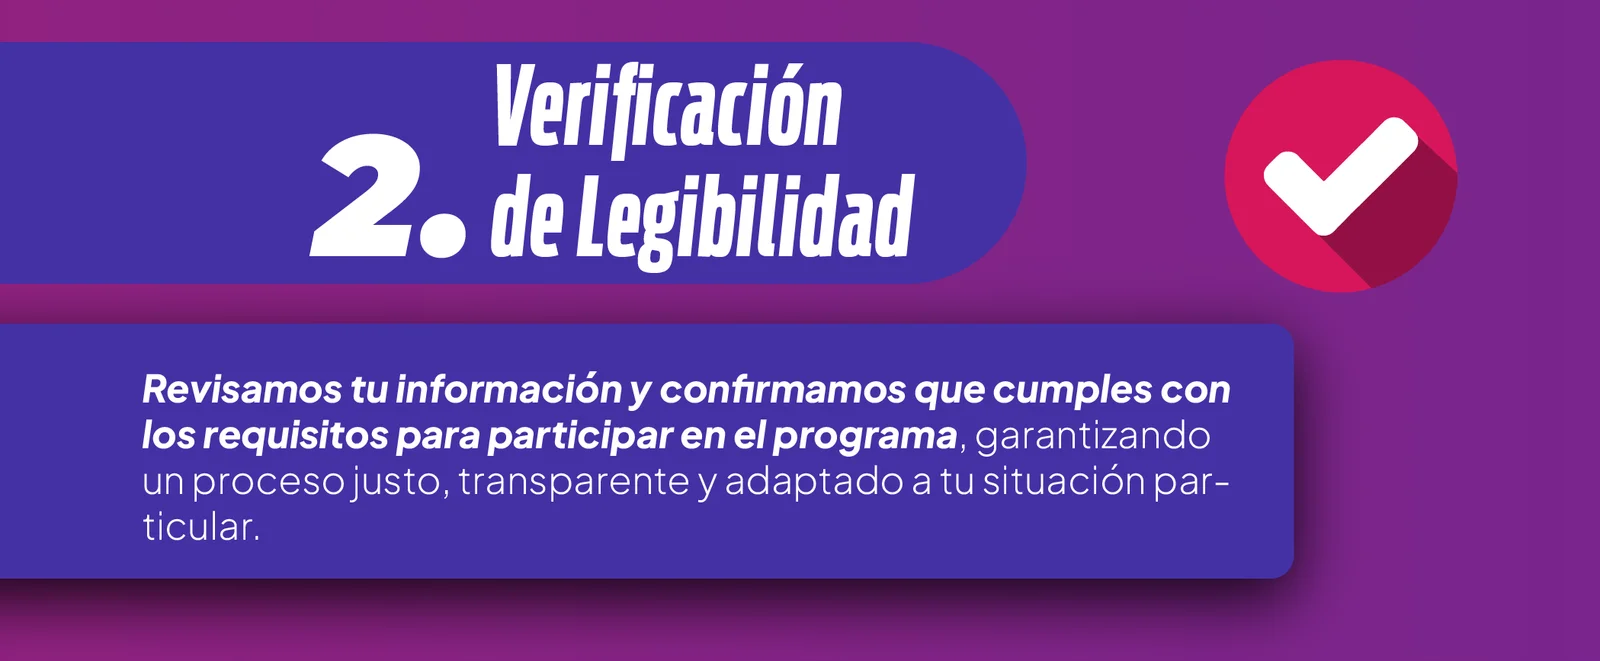 2. Verificación
de Legibilidad
Revisamos tu información y confirmamos que cumples con
los requisitos para participar en el programa, garantizando
un proceso justo, transparente y adaptado a tu situación par-
ticular.